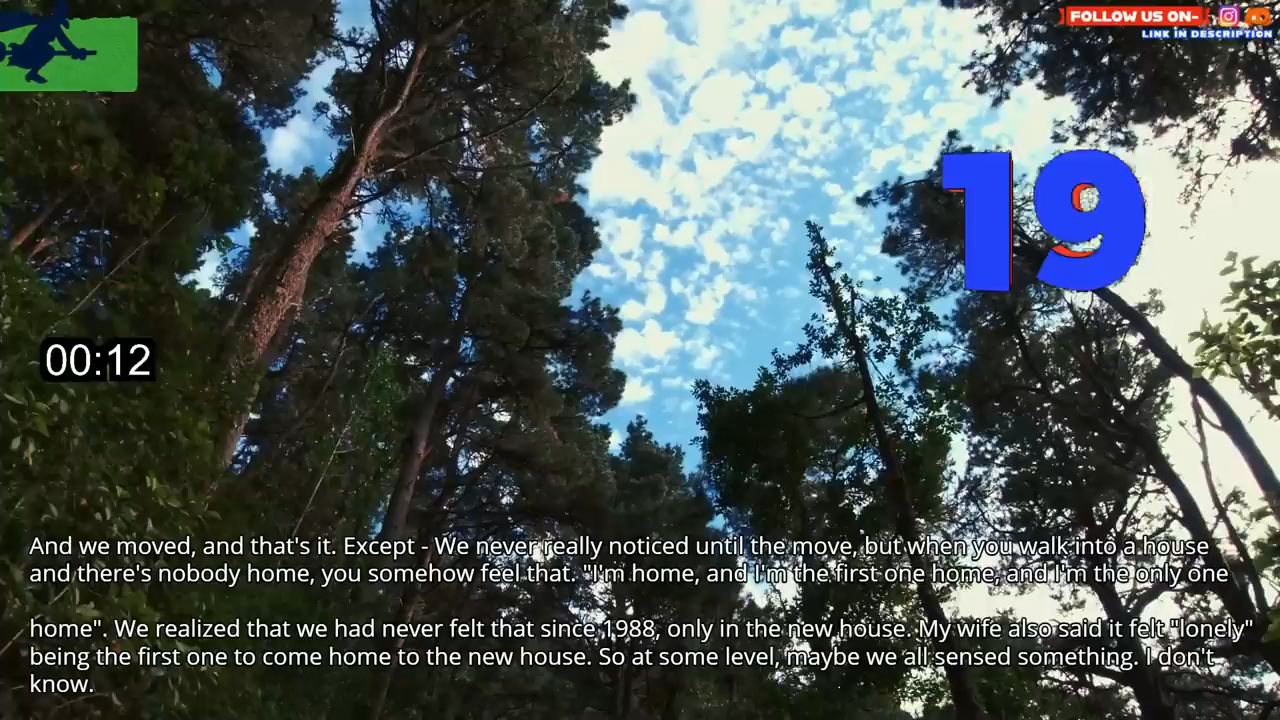 FOLLOW US ON-
LINK IN DESCRIPTION
19
00:12
And we moved, and that's it. Except - We never really noticed until the move, but when you walk into a house
and there's nobody home, you somehow feel that. "I'm home, and I'm the first one home, and I'm the only one
home". We realized that we had never felt that since 1988, only in the new house. My wife also said it felt "lonely"
being the first one to come home to the new house. So at some level, maybe we all sensed something. I don't
know.